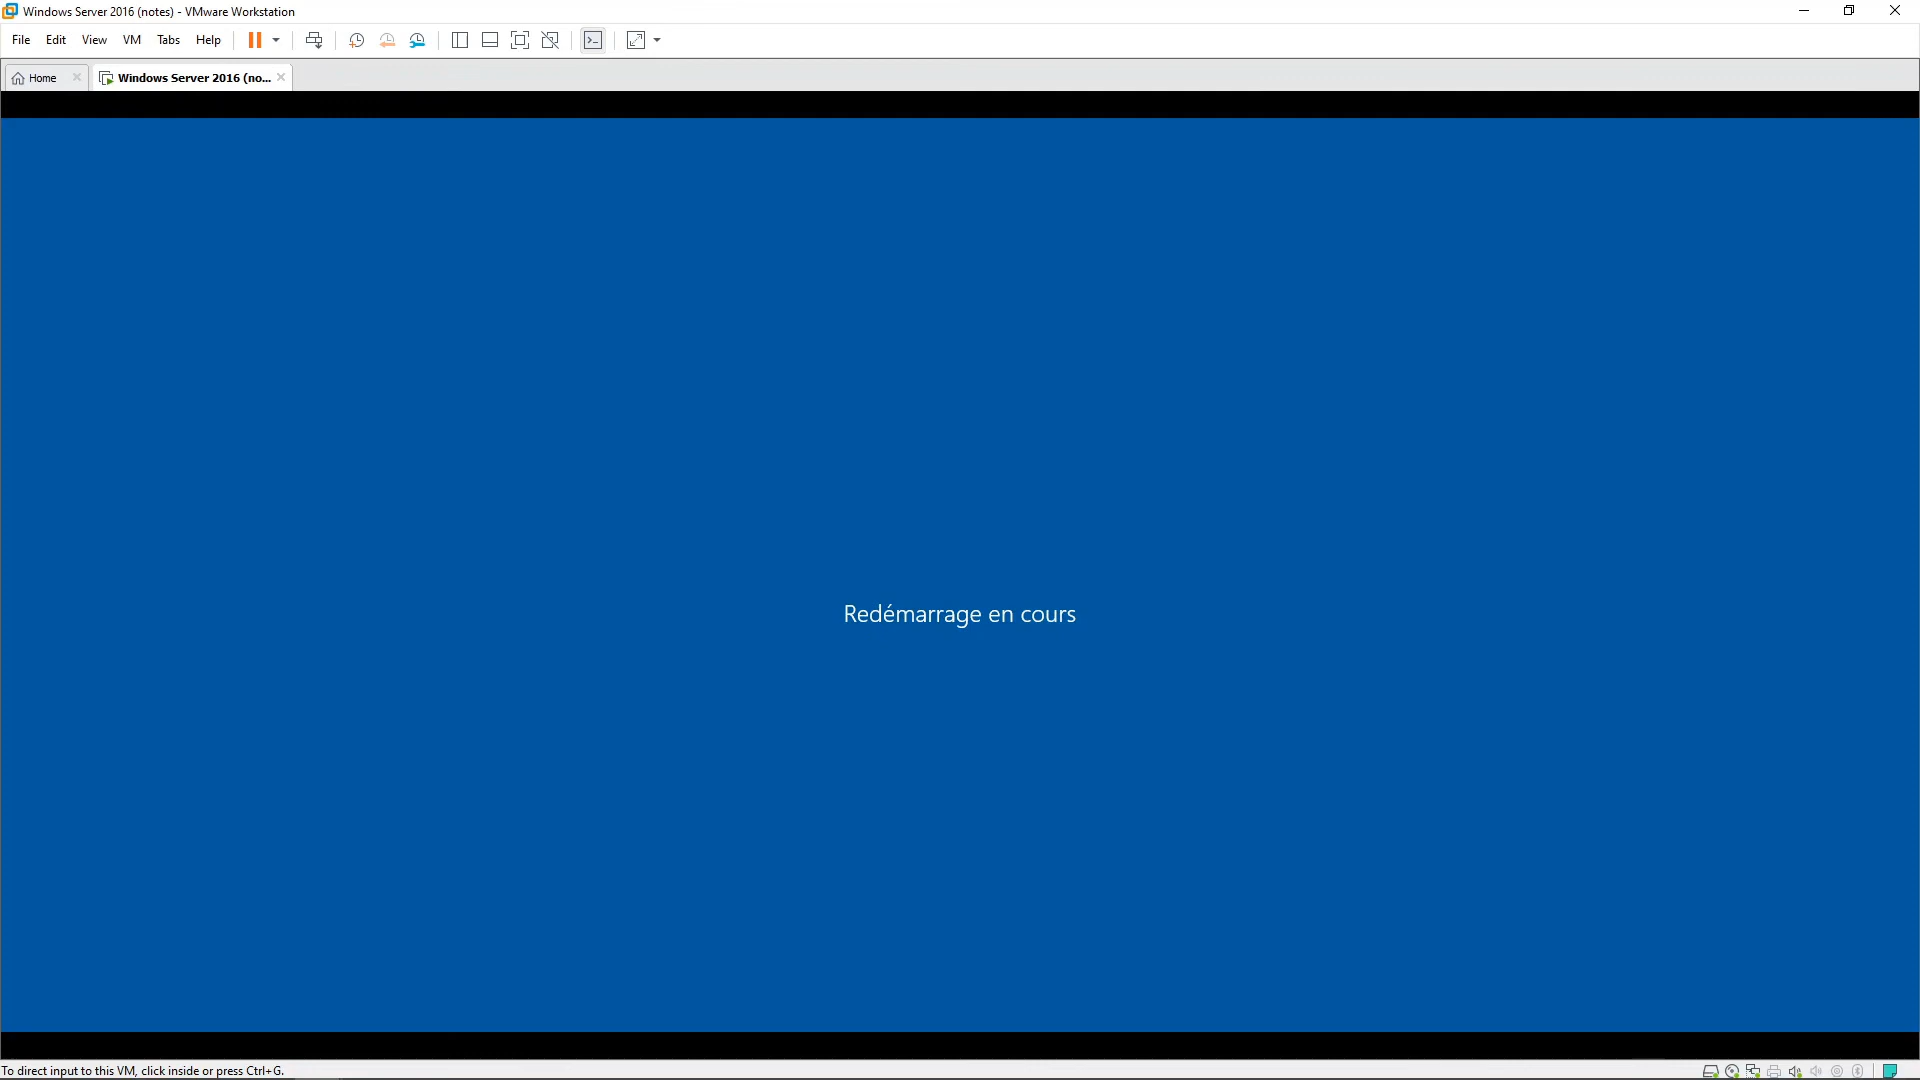 Windows Server 2016 (notes) - VMware Workstation
File Edit View VM Tabs Help
Home Windows Server 2016 (no...
Redémarrage en cours
To direct input to this VM, click inside or press Ctrl+G.